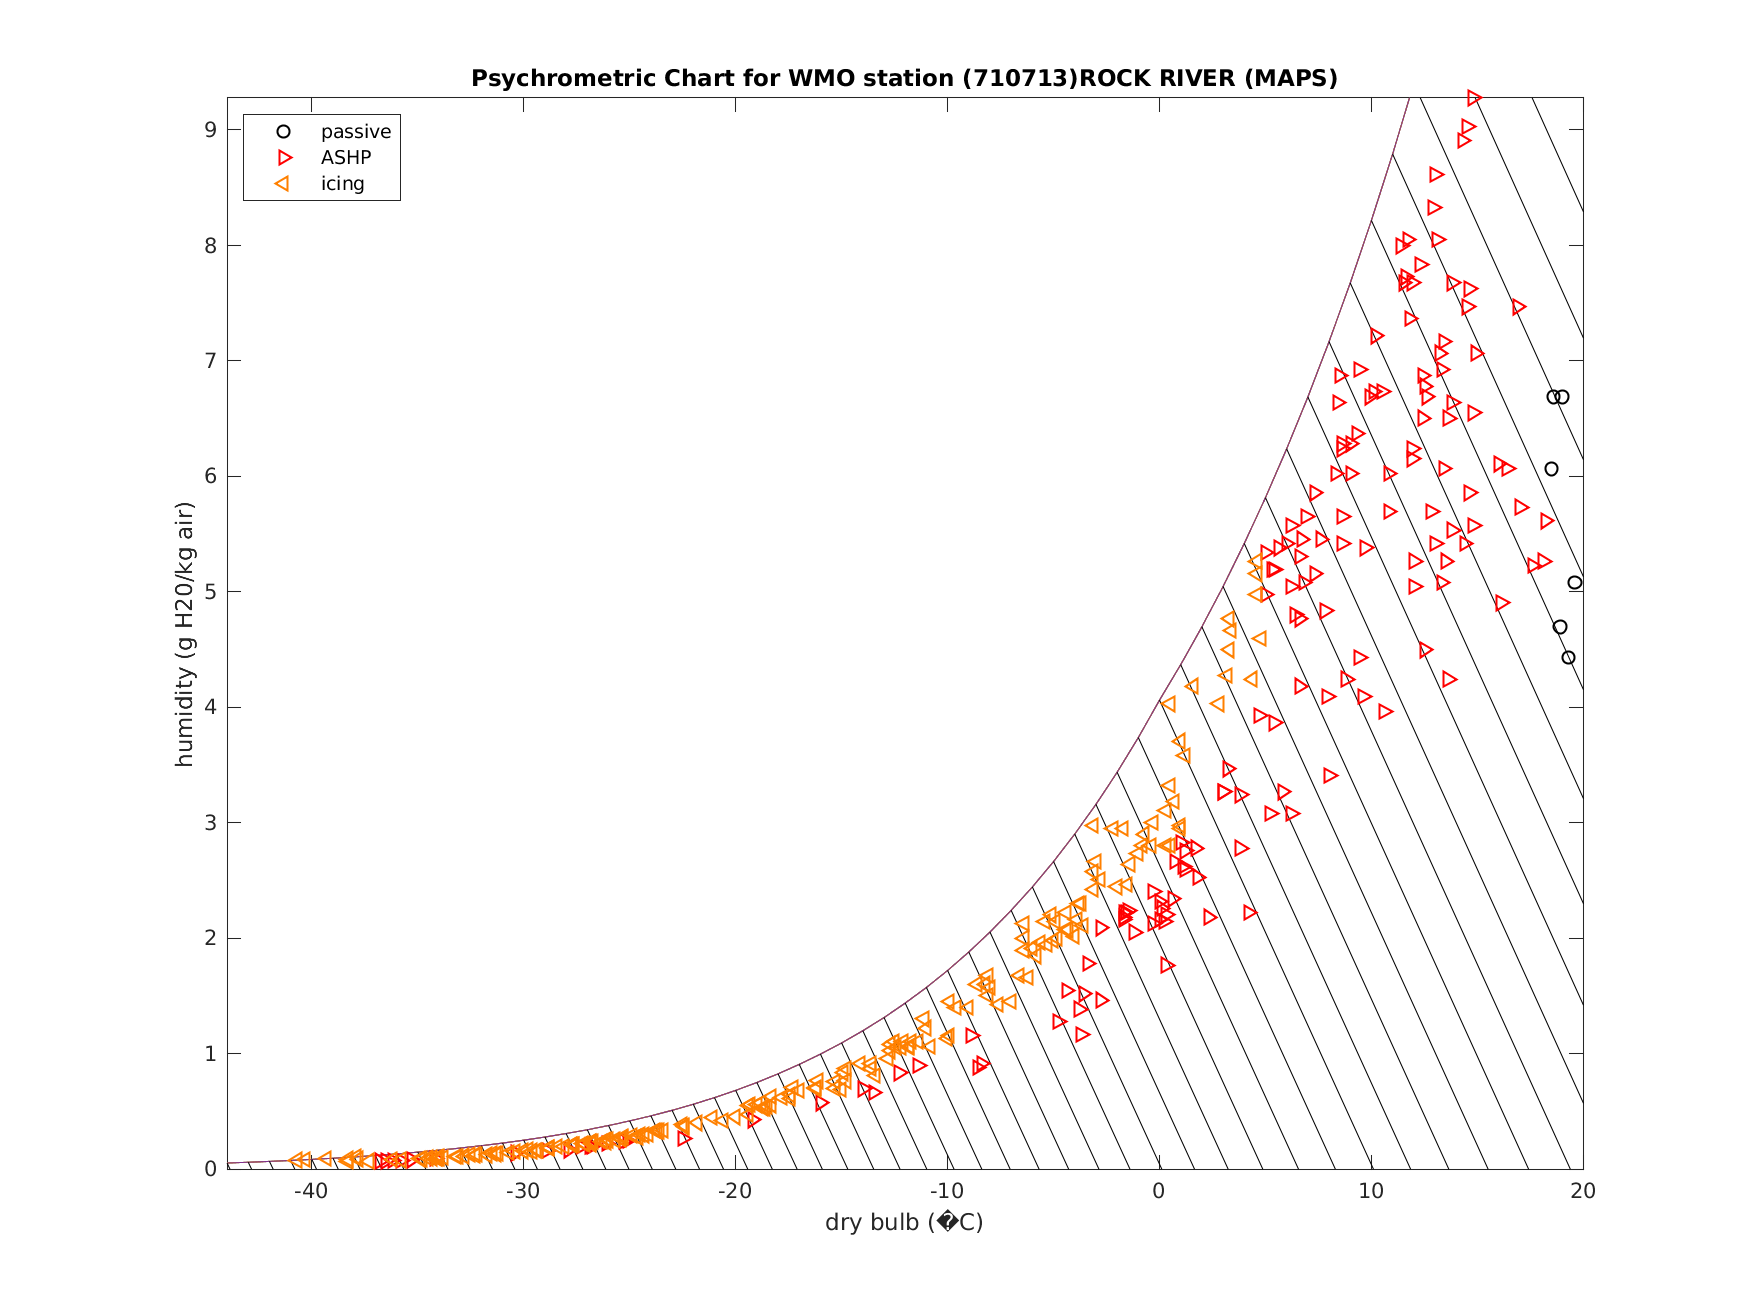 Psychrometric Chart for WMO station (710713)ROCK RIVER (MAPS)
passive
ASHP
icing
9
8
7
6
5
4
3
2
1
0
humidity (g H20/kg air)
-40 -30 -20 -10 0 10 20
dry bulb (�C)